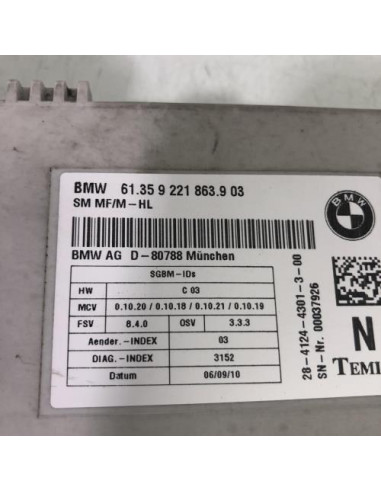 BMW 61.35 9 221 863.9 03
SM MF/M-HL
BMW AG D-80788 München
SGBM-IDs
HW C 03
MCV 0.10.20 / 0.10.18 / 0.10.21 / 0.10.19
FSV 8.4.0 OSV 3.3.3
Aender.-INDEX 03
DIAG.-INDEX 3152
Datum 06/09/10
28-4124-4301-3-00
SN-Nr. 00037926
BMW
N
TEMI